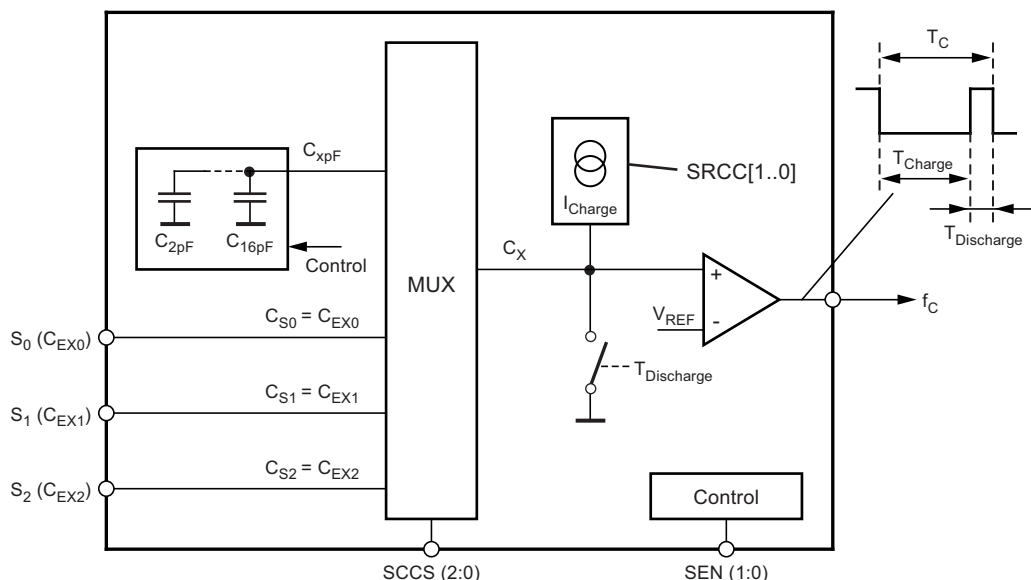 T_C
C_xpF
SRCC[1..0]
T_Charge
I_Charge
C_2pF
C_16pF
T_Discharge
Control
C_X
MUX
+
f_C
V_REF
-
C_S0 = C_EX0
S_0 (C_EX0)
T_Discharge
C_S1 = C_EX1
S_1 (C_EX1)
C_S2 = C_EX2
S_2 (C_EX2)
Control
SCCS (2:0)
SEN (1:0)